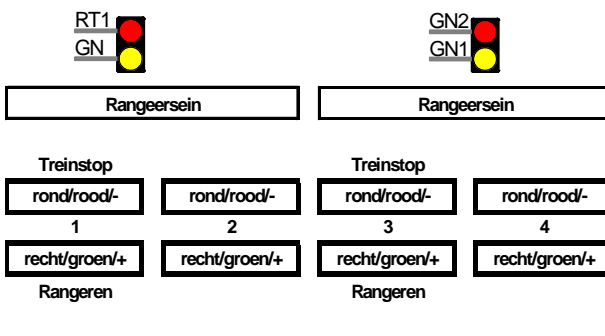 RT1 GN2
GN GN1
Rangeersein Rangeersein
Treinstop Treinstop
rond/rood/- rond/rood/- rond/rood/- rond/rood/-
1 2 3 4
recht/groen/+ recht/groen/+ recht/groen/+ recht/groen/+
Rangeren Rangeren